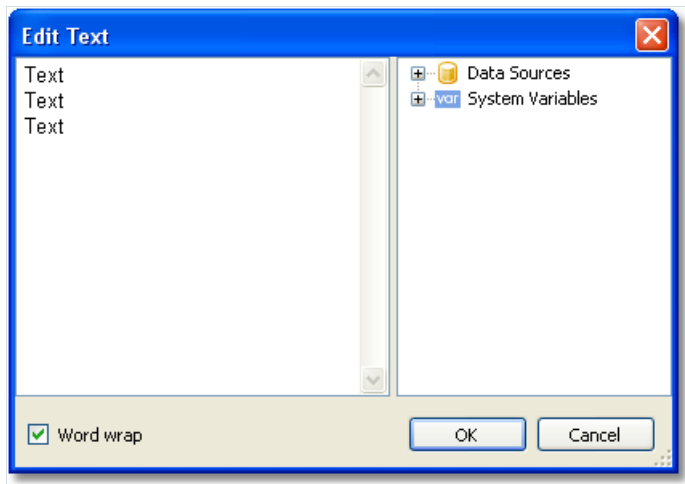 Edit Text
Text
Text
Text
Data Sources
var System Variables
Word wrap
OK
Cancel